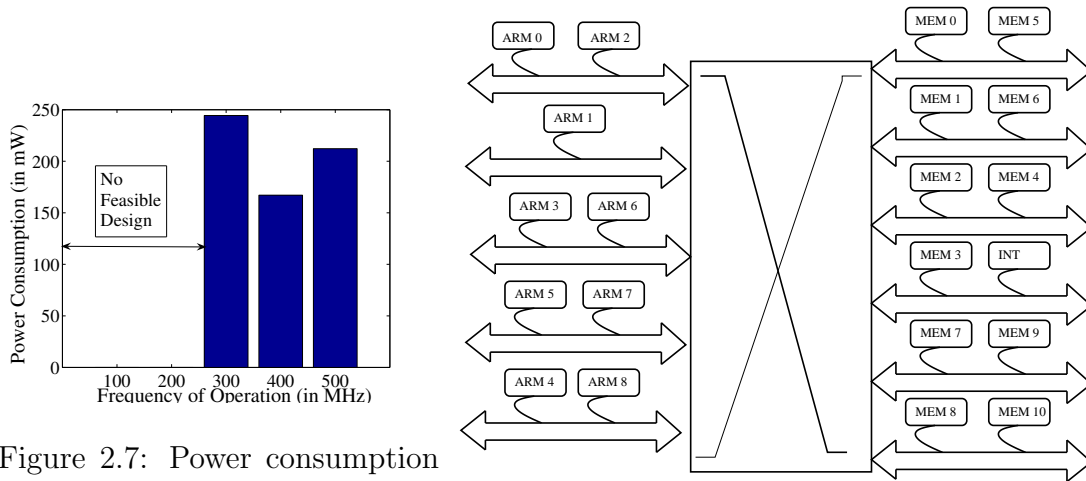 250
200
150
100
50
0
Power Consumption (in mW)
No
Feasible
Design
100 200 300 400 500
Frequency of Operation (in MHz)
Figure 2.7: Power consumption
ARM 0 ARM 2
ARM 1
ARM 3 ARM 6
ARM 5 ARM 7
ARM 4 ARM 8
MEM 0 MEM 5
MEM 1 MEM 6
MEM 2 MEM 4
MEM 3 INT
MEM 7 MEM 9
MEM 8 MEM 10